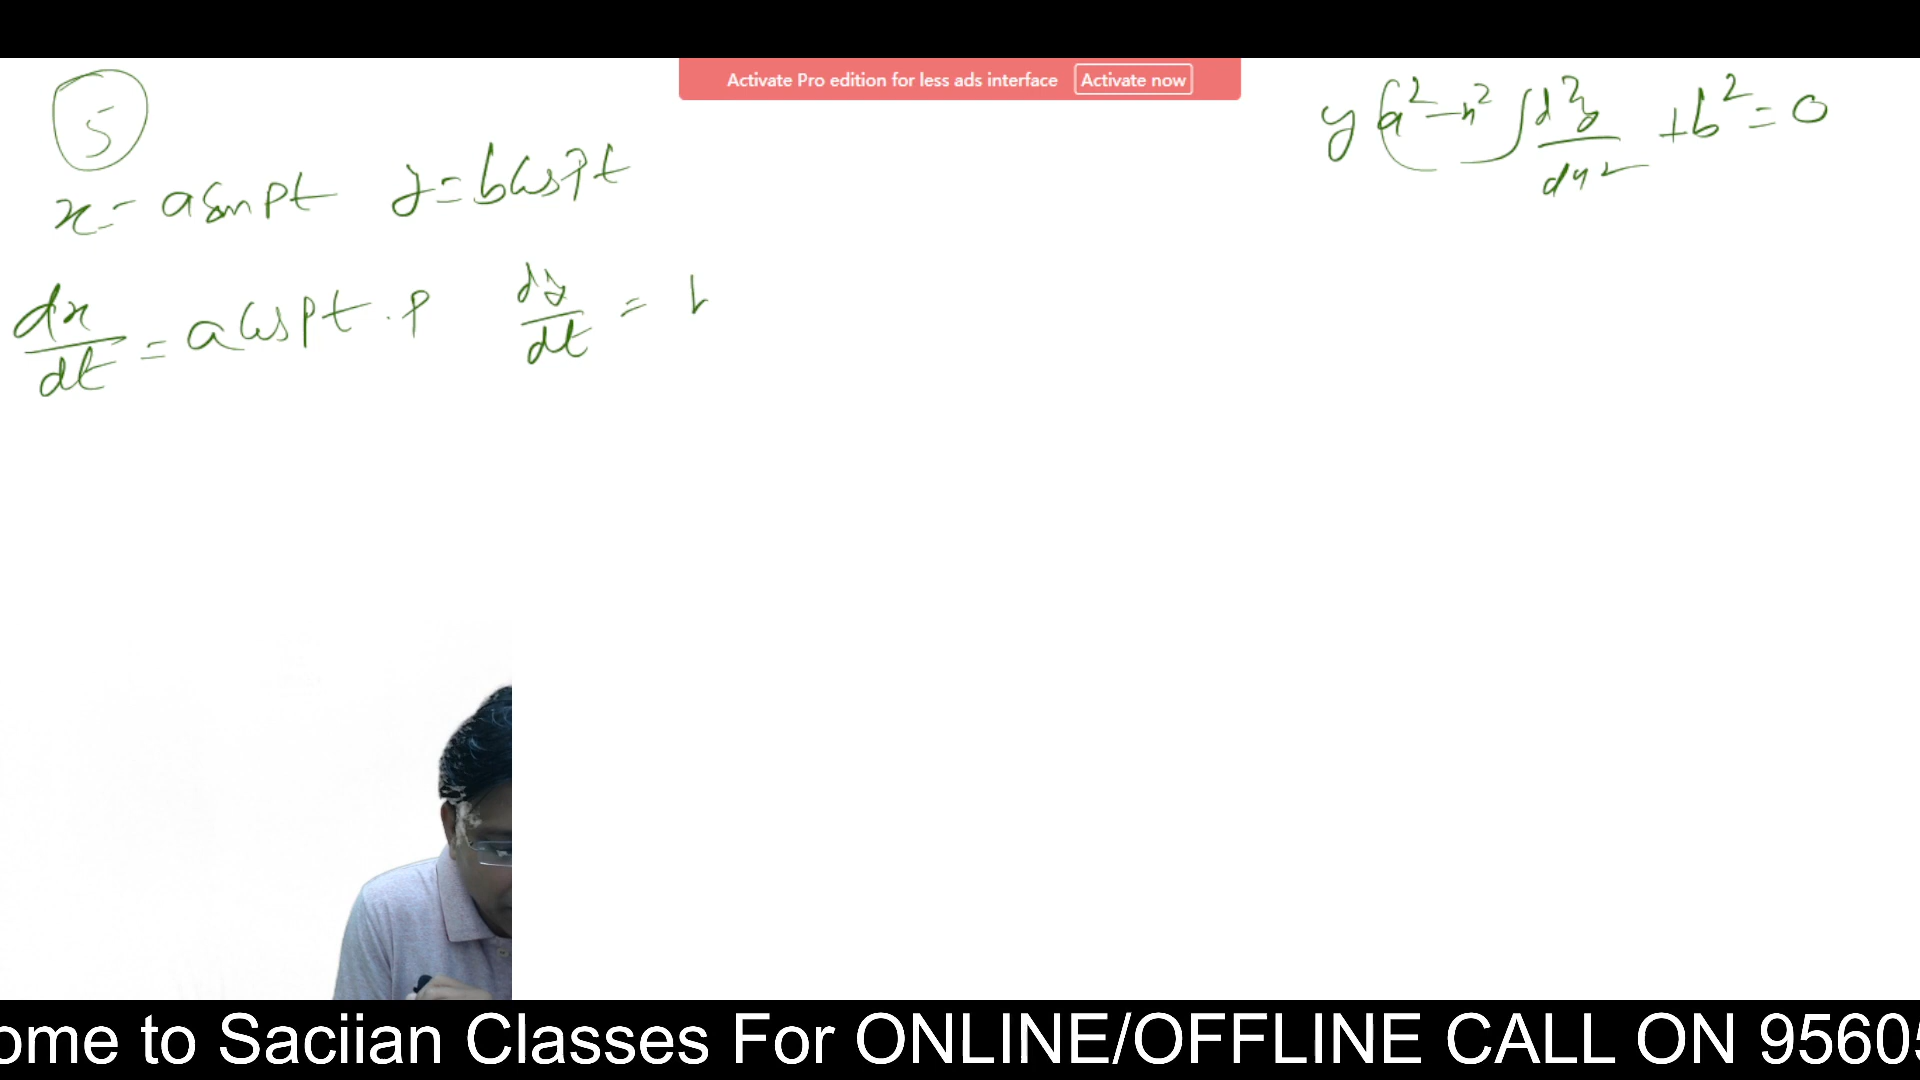 Activate Pro edition for less ads interface Activate now
5
x = a sin pt y = b cos pt
y(a²-x²) d²y/dx² + b² = 0
dx/dt = a cos pt . p dy/dt = b
ome to Saciian Classes For ONLINE/OFFLINE CALL ON 95605